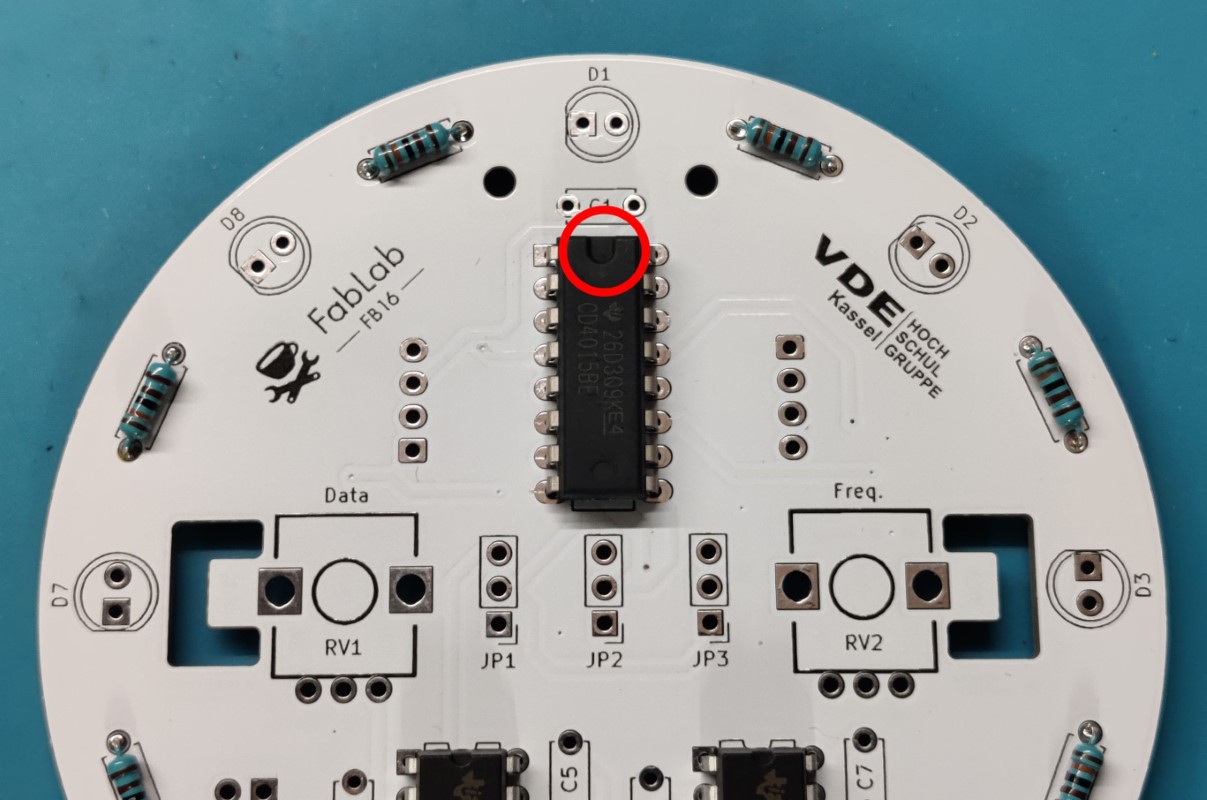 D1
C1
D8
D2
FabLab
FB16
VDE
Kassel
HOCH
SCHUL
GRUPPE
26D309KE4
CD4015BE
Data
Freq.
D7
D3
RV1
RV2
JP1
JP2
JP3
C5
C7